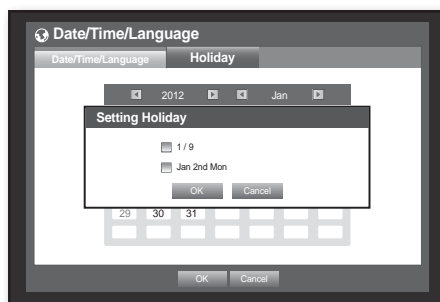 Date/Time/Language
Date/Time/Language Holiday
2012 Jan
Setting Holiday
1 / 9
Jan 2nd Mon
OK Cancel
29 30 31
OK Cancel